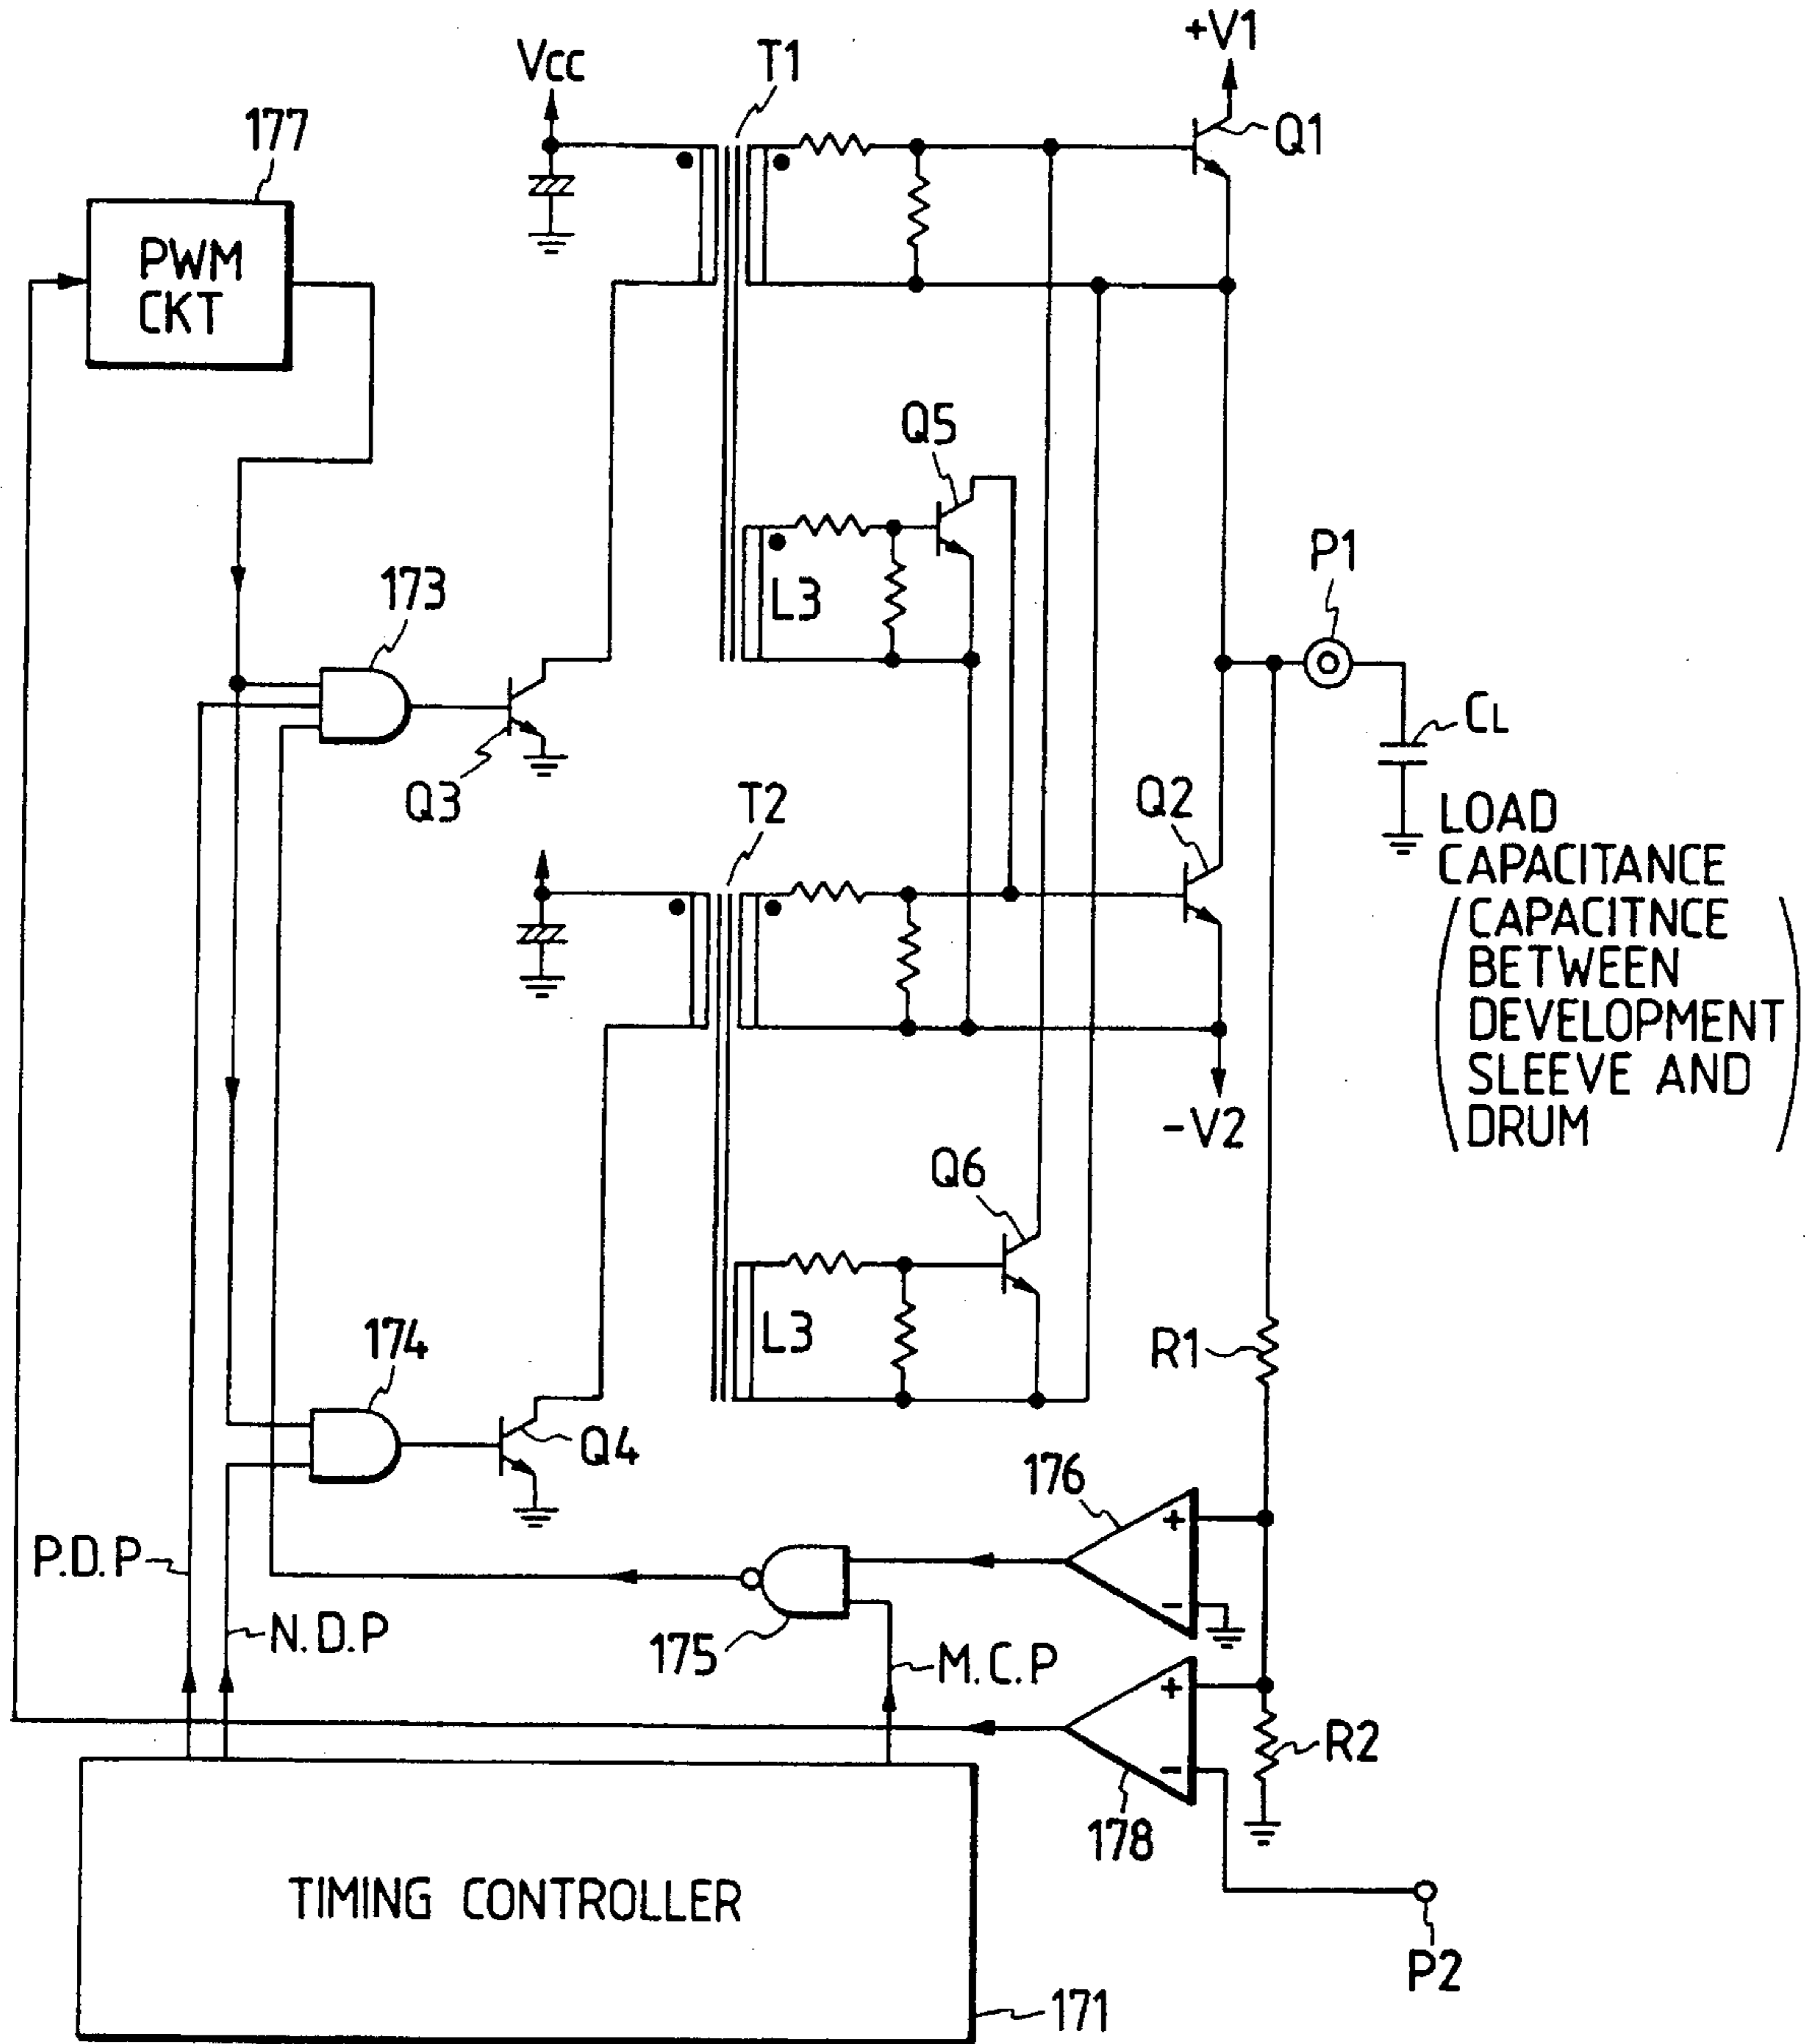 +V1
Vcc
T1
177
Q1
PWM
CKT
Q5
P1
173
L3
CL
Q3
T2
Q2
LOAD
CAPACITANCE
CAPACITNCE
BETWEEN
DEVELOPMENT
SLEEVE AND
DRUM
-V2
Q6
L3
R1
174
Q4
176
+
P.D.P
-
N.D.P
175
M.C.P
+
R2
-
178
TIMING CONTROLLER
P2
171